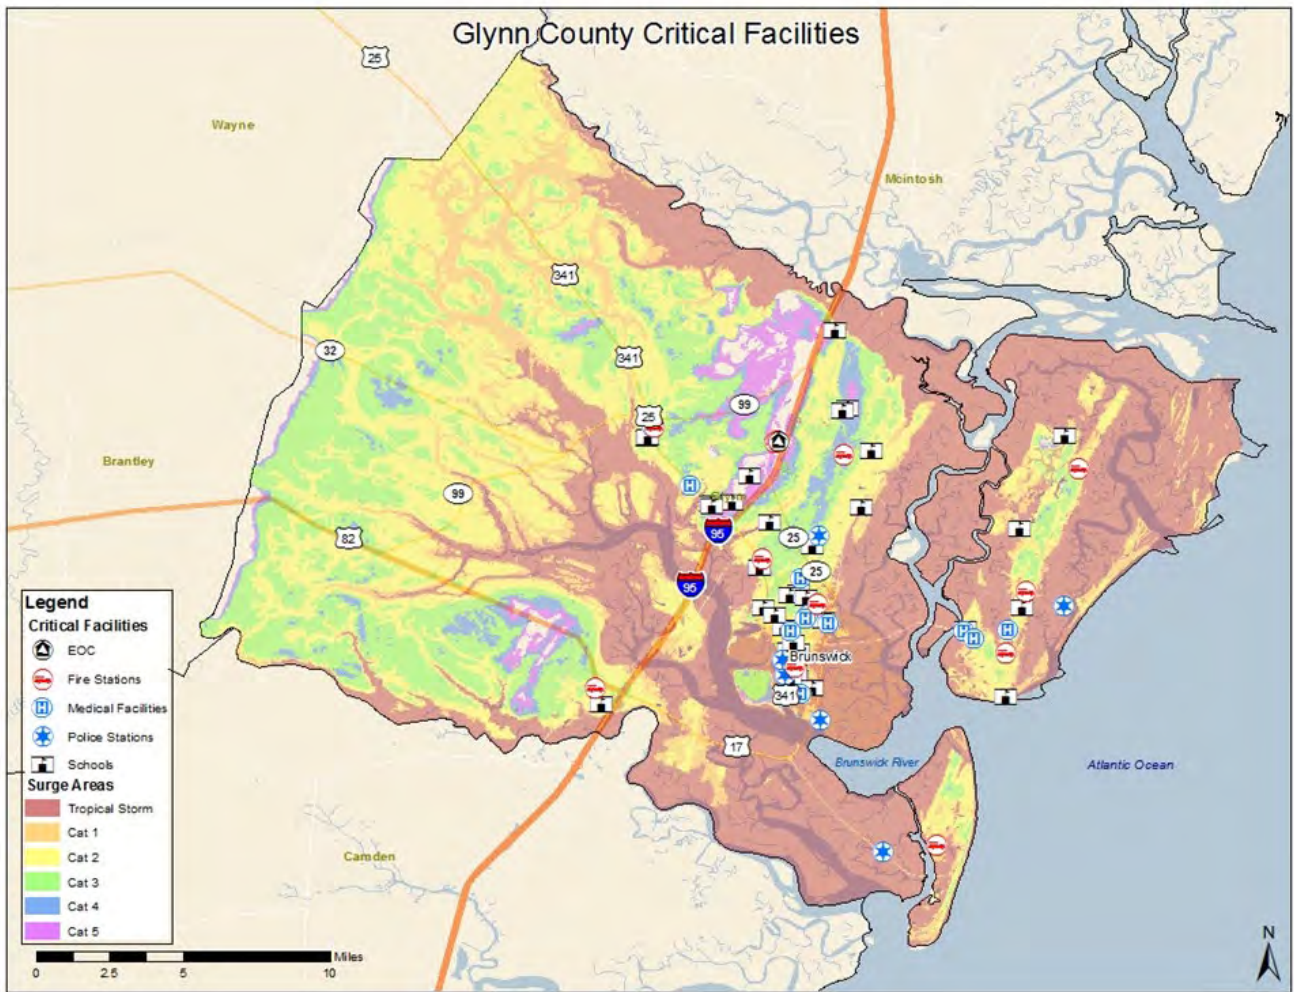 Glynn County Critical Facilities
25
Wayne
Mcintosh
341
32
341
99
25
Brantley
99
95
25
82
25
95
Brunswick
341
17
Brunswick River
Atlantic Ocean
Camden
Legend
Critical Facilities
EOC
Fire Stations
Medical Facilities
Police Stations
Schools
Surge Areas
Tropical Storm
Cat 1
Cat 2
Cat 3
Cat 4
Cat 5
Miles
0 2.5 5 10
N